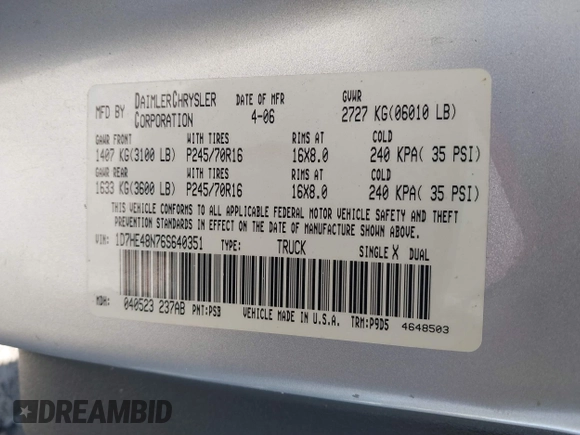 MFD BY DAIMLERCHRYSLER CORPORATION
DATE OF MFR 4-06
GVWR 2727 KG(06010 LB)
GAWR FRONT WITH TIRES RIMS AT COLD
1407 KG(3100 LB) P245/70R16 16X8.0 240 KPA( 35 PSI)
GAWR REAR WITH TIRES RIMS AT COLD
1633 KG(3600 LB) P245/70R16 16X8.0 240 KPA( 35 PSI)
THIS VEHICLE CONFORMS TO ALL APPLICABLE FEDERAL MOTOR VEHICLE SAFETY AND THEFT
PREVENTION STANDARDS IN EFFECT ON THE DATE OF MANUFACTURE SHOWN ABOVE.
VIN: 1D7HE48N76S640351 TYPE: TRUCK SINGLE X DUAL
MDH: 040523 237AB PNT:PS3 VEHICLE MADE IN U.S.A. TRM:P9D5 4648503
DREAMBID